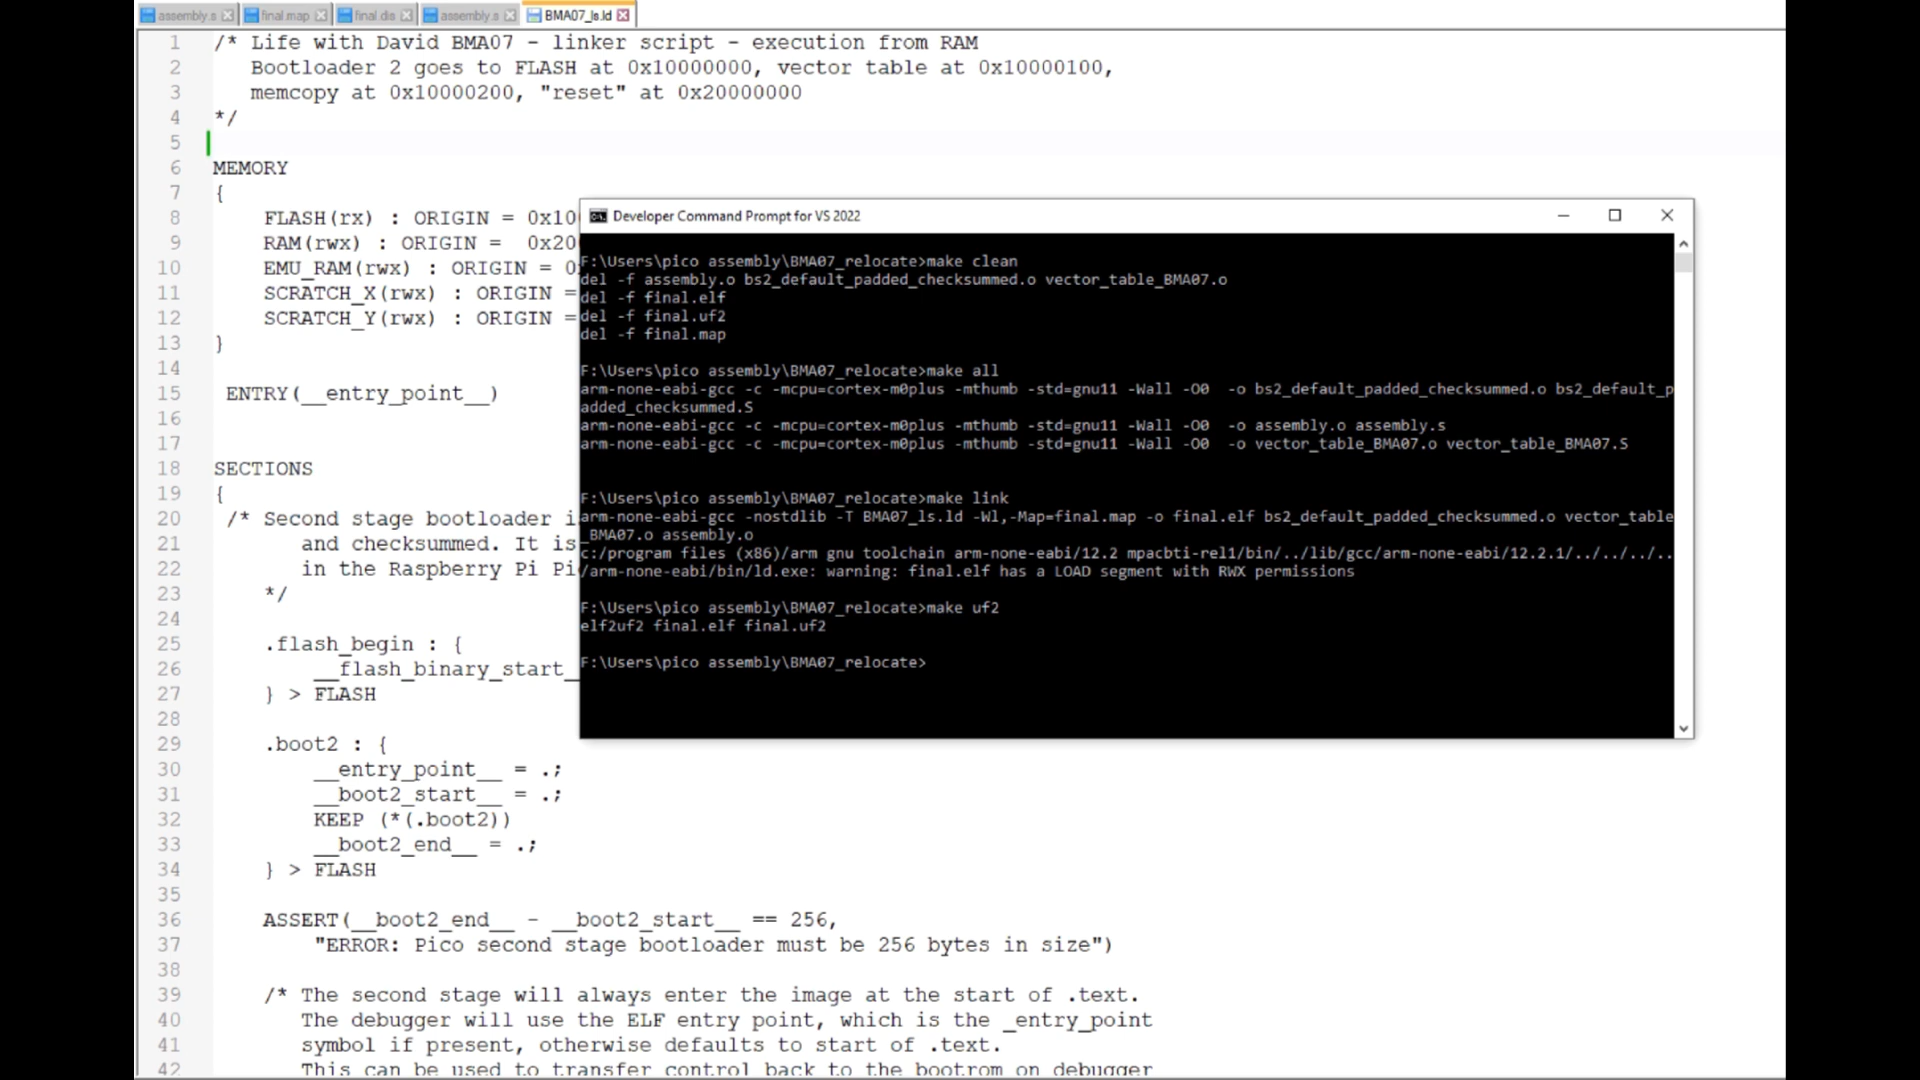 assembly.s final.map final.dis assembly.s BMA07_ls.ld
1 /* Life with David BMA07 - linker script - execution from RAM
2 Bootloader 2 goes to FLASH at 0x10000000, vector table at 0x10000100,
3 memcopy at 0x10000200, "reset" at 0x20000000
4 */
5
6 MEMORY
7 {
8 FLASH(rx) : ORIGIN = 0x10
9 RAM(rwx) : ORIGIN = 0x20
10 EMU_RAM(rwx) : ORIGIN = 0
11 SCRATCH_X(rwx) : ORIGIN =
12 SCRATCH_Y(rwx) : ORIGIN =
13 }
14
15 ENTRY(__entry_point__)
16
17
18 SECTIONS
19 {
20 /* Second stage bootloader i
21 and checksummed. It is
22 in the Raspberry Pi Pi
23 */
24
25 .flash_begin : {
26 __flash_binary_start_
27 } > FLASH
28
29 .boot2 : {
30 __entry_point__ = .;
31 __boot2_start__ = .;
32 KEEP (*(.boot2))
33 __boot2_end__ = .;
34 } > FLASH
35
36 ASSERT(__boot2_end__ - __boot2_start__ == 256,
37 "ERROR: Pico second stage bootloader must be 256 bytes in size")
38
39 /* The second stage will always enter the image at the start of .text.
40 The debugger will use the ELF entry point, which is the _entry_point
41 symbol if present, otherwise defaults to start of .text.
42 This can be used to transfer control back to the bootrom on debugger
Developer Command Prompt for VS 2022
F:\Users\pico assembly\BMA07_relocate>make clean
del -f assembly.o bs2_default_padded_checksummed.o vector_table_BMA07.o
del -f final.elf
del -f final.uf2
del -f final.map
F:\Users\pico assembly\BMA07_relocate>make all
arm-none-eabi-gcc -c -mcpu=cortex-m0plus -mthumb -std=gnu11 -Wall -O0 -o bs2_default_padded_checksummed.o bs2_default_p
added_checksummed.S
arm-none-eabi-gcc -c -mcpu=cortex-m0plus -mthumb -std=gnu11 -Wall -O0 -o assembly.o assembly.s
arm-none-eabi-gcc -c -mcpu=cortex-m0plus -mthumb -std=gnu11 -Wall -O0 -o vector_table_BMA07.o vector_table_BMA07.S
F:\Users\pico assembly\BMA07_relocate>make link
arm-none-eabi-gcc -nostdlib -T BMA07_ls.ld -Wl,-Map=final.map -o final.elf bs2_default_padded_checksummed.o vector_table
_BMA07.o assembly.o
c:/program files (x86)/arm gnu toolchain arm-none-eabi/12.2 mpacbti-rel1/bin/../lib/gcc/arm-none-eabi/12.2.1/../../../..
/arm-none-eabi/bin/ld.exe: warning: final.elf has a LOAD segment with RWX permissions
F:\Users\pico assembly\BMA07_relocate>make uf2
elf2uf2 final.elf final.uf2
F:\Users\pico assembly\BMA07_relocate>